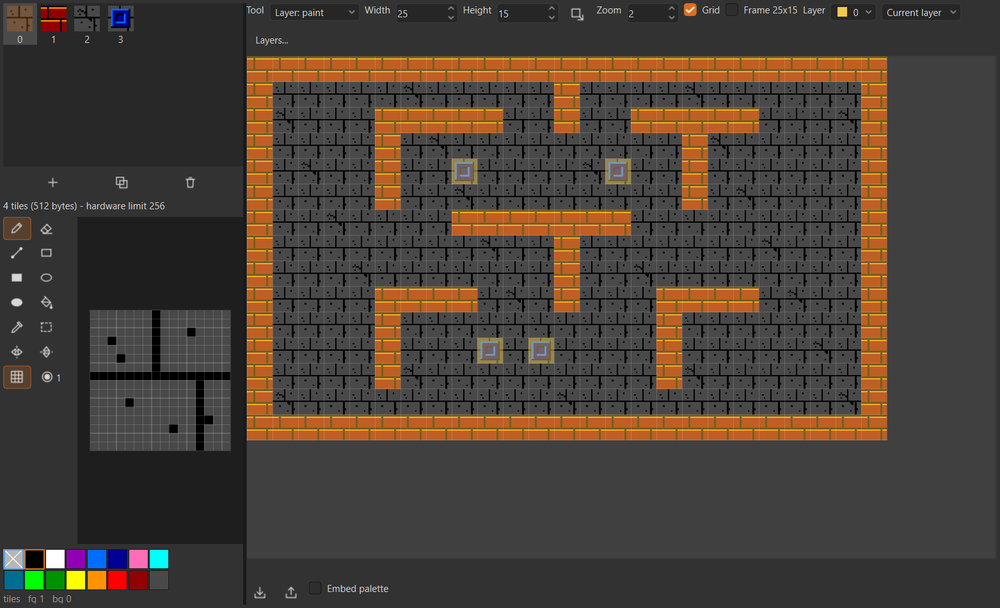 Tool Layer: paint Width 25 Height 15 Zoom 2 Grid Frame 25x15 Layer 0 Current layer
0 1 2 3
Layers...
4 tiles (512 bytes) - hardware limit 256
1
tiles fg 1 bg 0
Embed palette